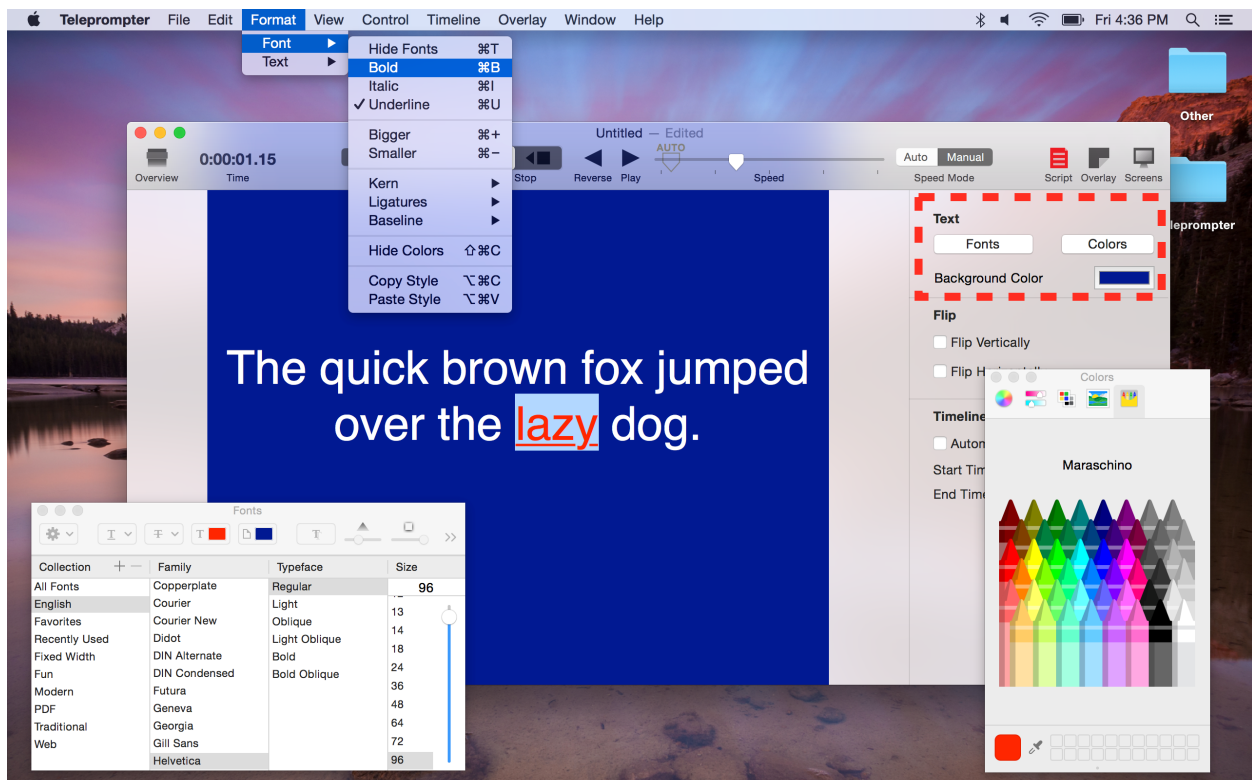 Teleprompter File Edit Format View Control Timeline Overlay Window Help Fri 4:36 PM
Font
Text
Hide Fonts ⌘T
Bold ⌘B
Italic ⌘I
✓ Underline ⌘U
Bigger ⌘+
Smaller ⌘−
Kern
Ligatures
Baseline
Hide Colors ⇧⌘C
Copy Style ⌥⌘C
Paste Style ⌥⌘V
Other
leprompter
Untitled — Edited
0:00:01.15
AUTO
Auto Manual
Overview Time Stop Reverse Play Speed Speed Mode Script Overlay Screens
Text
Fonts Colors
Background Color
Flip
Flip Vertically
Flip
Timeline
Start
End Time
The quick brown fox jumped
over the lazy dog.
Colors
Maraschino
Fonts
T T T T
Collection + − Family Typeface Size
All Fonts Copperplate Regular 96
English Courier Light
Favorites Courier New Oblique 13
Recently Used Didot Light Oblique 14
Fixed Width DIN Alternate Bold 18
Fun DIN Condensed Bold Oblique 24
Modern Futura 36
PDF Geneva 48
Traditional Georgia 64
Web Gill Sans 72
Helvetica 96